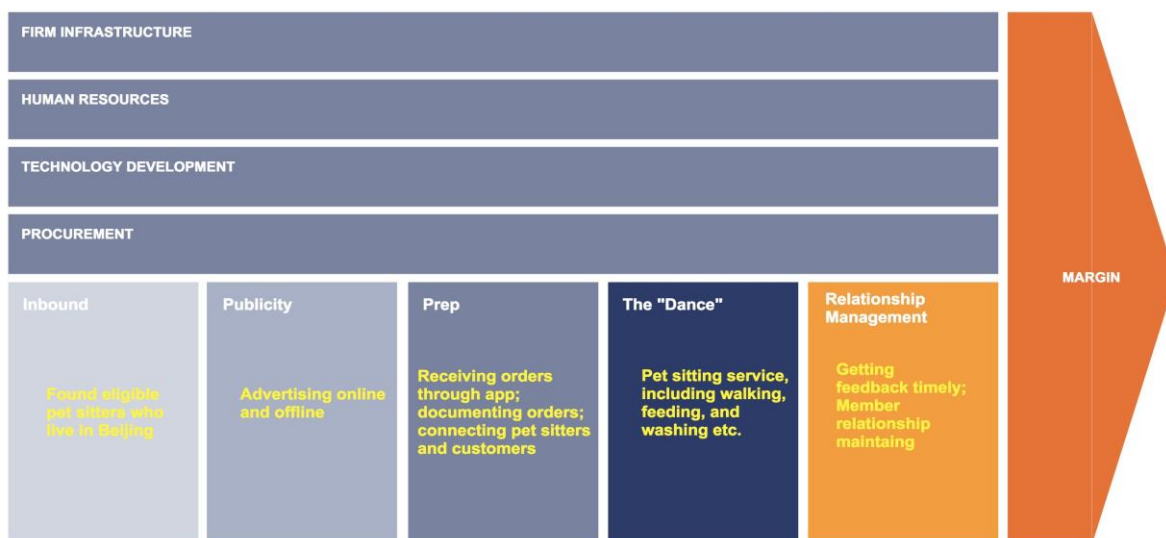 FIRM INFRASTRUCTURE
HUMAN RESOURCES
TECHNOLOGY DEVELOPMENT
PROCUREMENT
MARGIN
Inbound
Found eligible
pet sitters who
live in Beijing
Publicity
Advertising online
and offline
Prep
Receiving orders
through app;
documenting orders;
connecting pet sitters
and customers
The "Dance"
Pet sitting service,
including walking,
feeding, and
washing etc.
Relationship
Management
Getting
feedback timely;
Member
relationship
maintaing